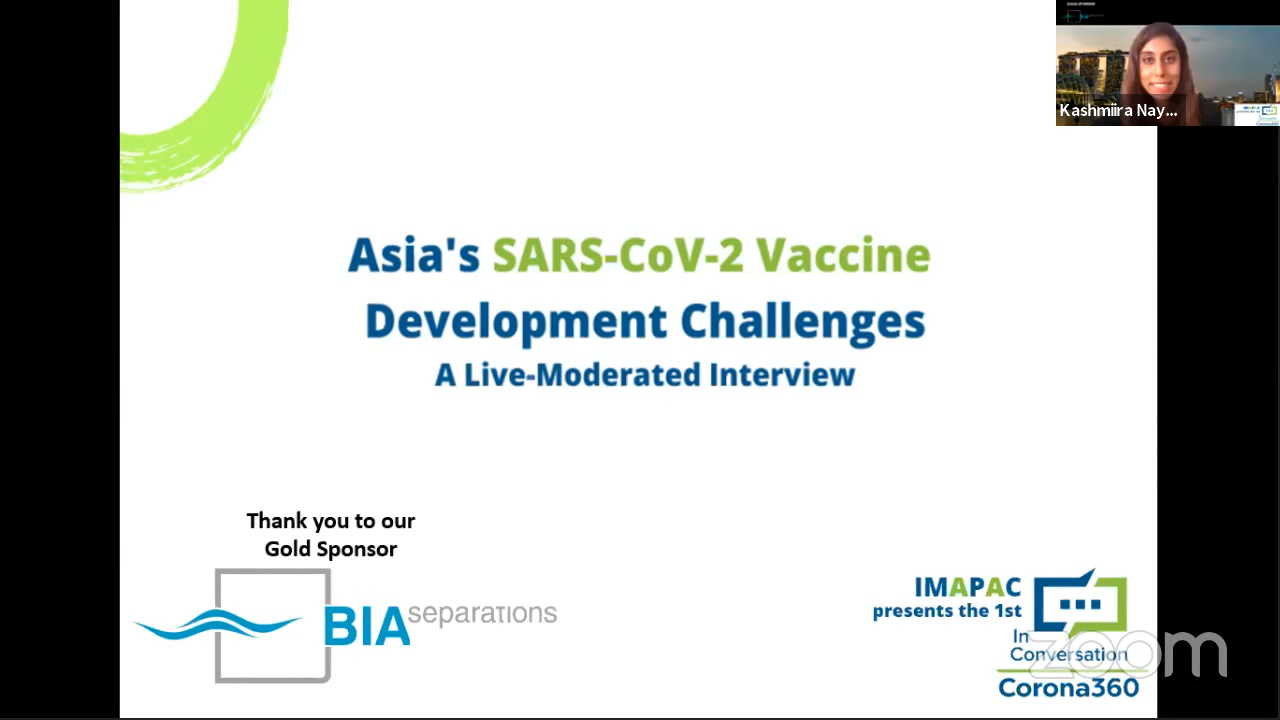 Kashmiira Nay...
Asia's SARS-CoV-2 Vaccine
Development Challenges
A Live-Moderated Interview
Thank you to our
Gold Sponsor
BIA separations
IMAPAC
presents the 1st
In
Conversation
Corona360
zoom